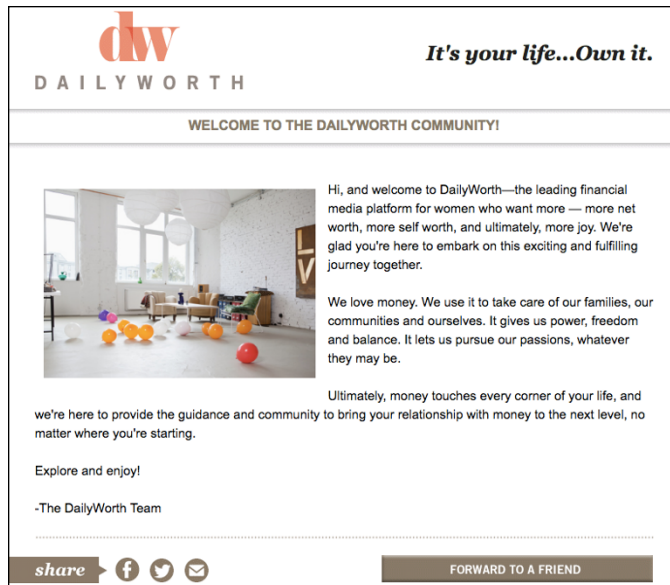 dw
DAILYWORTH
It's your life...Own it.
WELCOME TO THE DAILYWORTH COMMUNITY!
Hi, and welcome to DailyWorth—the leading financial
media platform for women who want more — more net
worth, more self worth, and ultimately, more joy. We're
glad you're here to embark on this exciting and fulfilling
journey together.
We love money. We use it to take care of our families, our
communities and ourselves. It gives us power, freedom
and balance. It lets us pursue our passions, whatever
they may be.
Ultimately, money touches every corner of your life, and
we're here to provide the guidance and community to bring your relationship with money to the next level, no
matter where you're starting.
Explore and enjoy!
-The DailyWorth Team
share
FORWARD TO A FRIEND